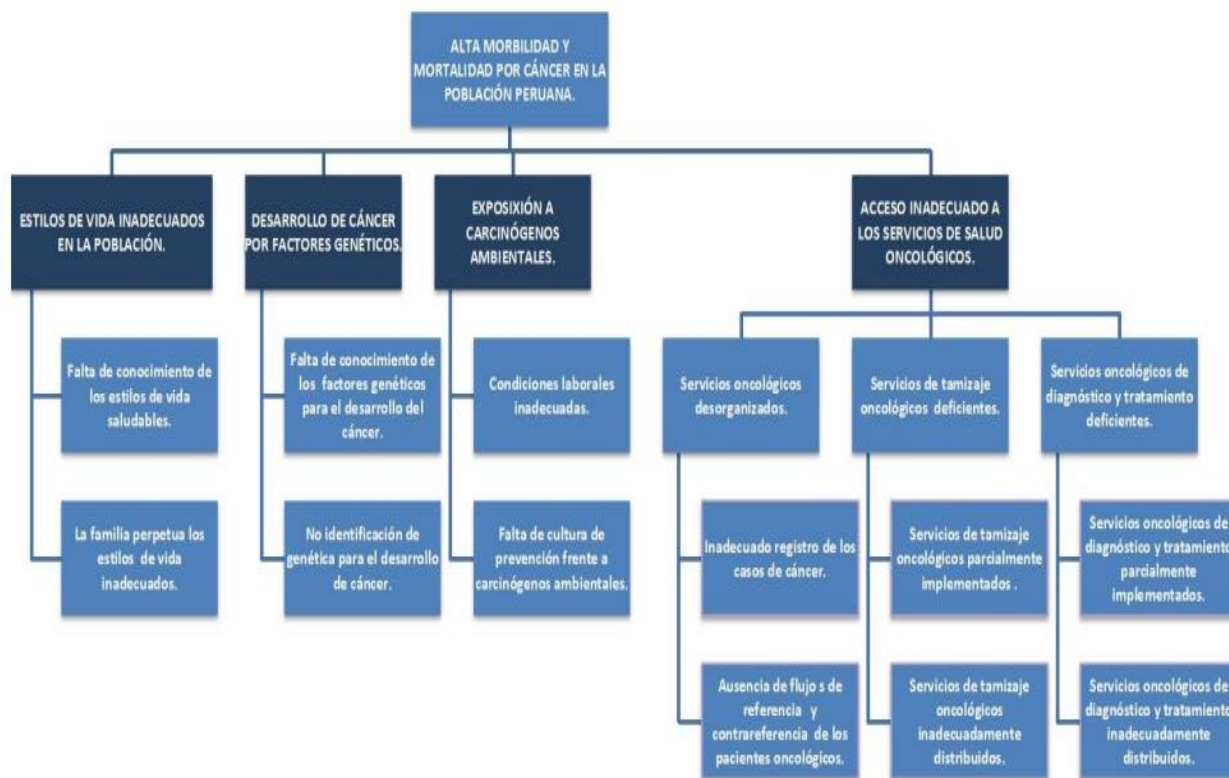 ALTA MORBILIDAD Y
MORTALIDAD POR CÁNCER EN LA
POBLACIÓN PERUANA.
ESTILOS DE VIDA INADECUADOS
EN LA POBLACIÓN.
DESARROLLO DE CÁNCER
POR FACTORES GENÉTICOS.
EXPOSIXIÓN A
CARCINÓGENOS
AMBIENTALES.
ACCESO INADECUADO A
LOS SERVICIOS DE SALUD
ONCOLÓGICOS.
Falta de conocimiento de
los estilos de vida
saludables.
Falta de conocimiento de
los factores genéticos
para el desarrollo del
cáncer.
Condiciones laborales
inadecuadas.
Servicios oncológicos
desorganizados.
Servicios de tamizaje
oncológicos deficientes.
Servicios oncológicos de
diagnóstico y tratamiento
deficientes.
La familia perpetua los
estilos de vida
inadecuados.
No identificación de
genética para el desarrollo
de cáncer.
Falta de cultura de
prevención frente a
carcinógenos ambientales.
Inadecuado registro de los
casos de cáncer.
Servicios de tamizaje
oncológicos parcialmente
implementados .
Servicios oncológicos de
diagnóstico y tratamiento
parcialmente
implementados.
Ausencia de flujo s de
referencia y
contrareferencia de los
pacientes oncológicos.
Servicios de tamizaje
oncológicos
inadecuadamente
distribuidos.
Servicios oncológicos de
diagnóstico y tratamiento
inadecuadamente
distribuidos.